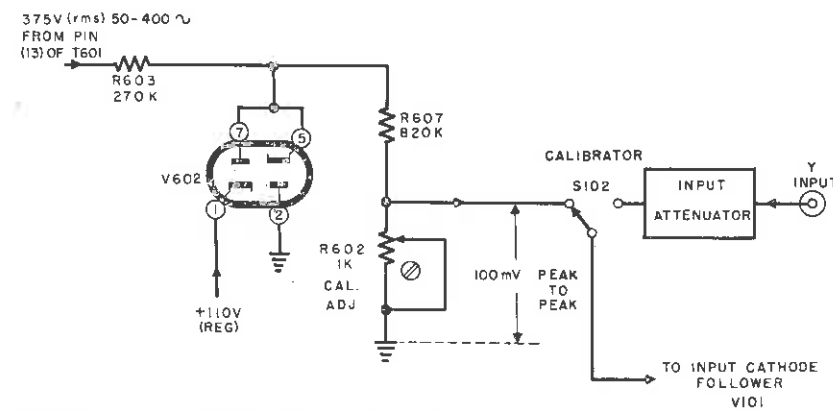 375V (rms) 50-400 ~
FROM PIN
(13) OF T601
R603
270 K
7
5
V602
1
2
+110V
(REG)
R607
820K
R602
1K
CAL.
ADJ
100mV
PEAK
TO
PEAK
CALIBRATOR
S102
INPUT
ATTENUATOR
Y
INPUT
TO INPUT CATHODE
FOLLOWER
V101